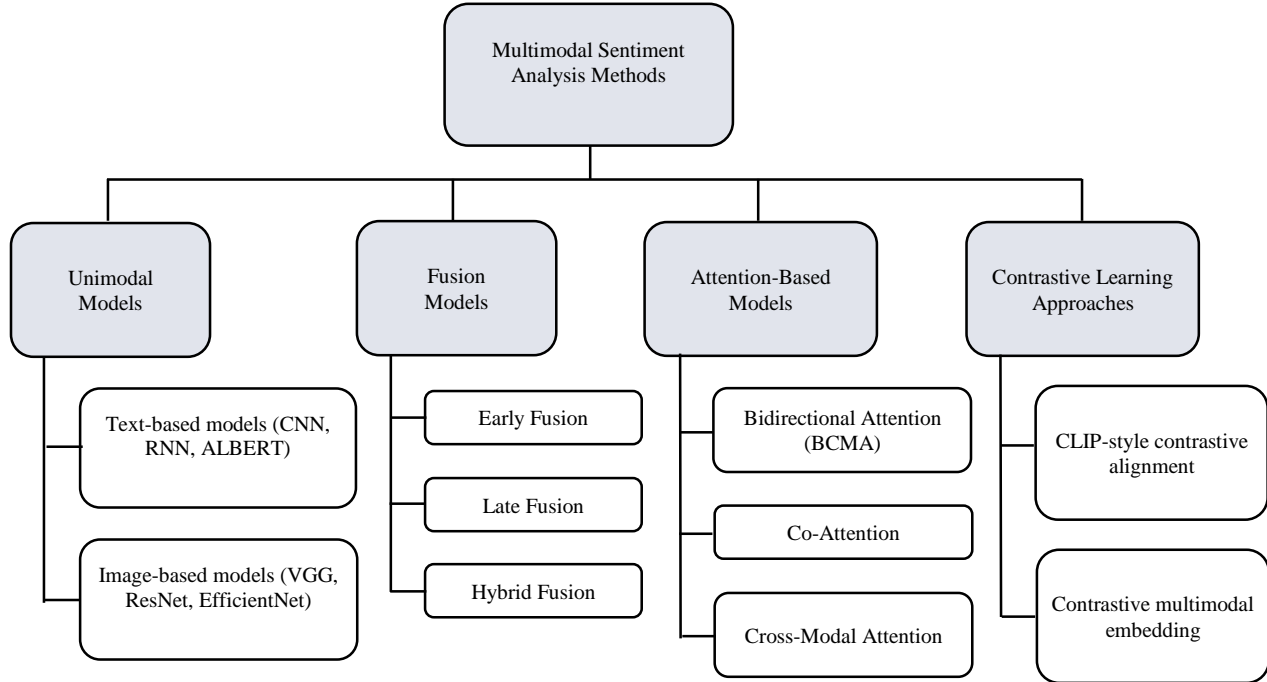 Multimodal Sentiment
Analysis Methods
Unimodal
Models
Fusion
Models
Attention-Based
Models
Contrastive Learning
Approaches
Text-based models (CNN,
RNN, ALBERT)
Image-based models (VGG,
ResNet, EfficientNet)
Early Fusion
Late Fusion
Hybrid Fusion
Bidirectional Attention
(BCMA)
Co-Attention
Cross-Modal Attention
CLIP-style contrastive
alignment
Contrastive multimodal
embedding